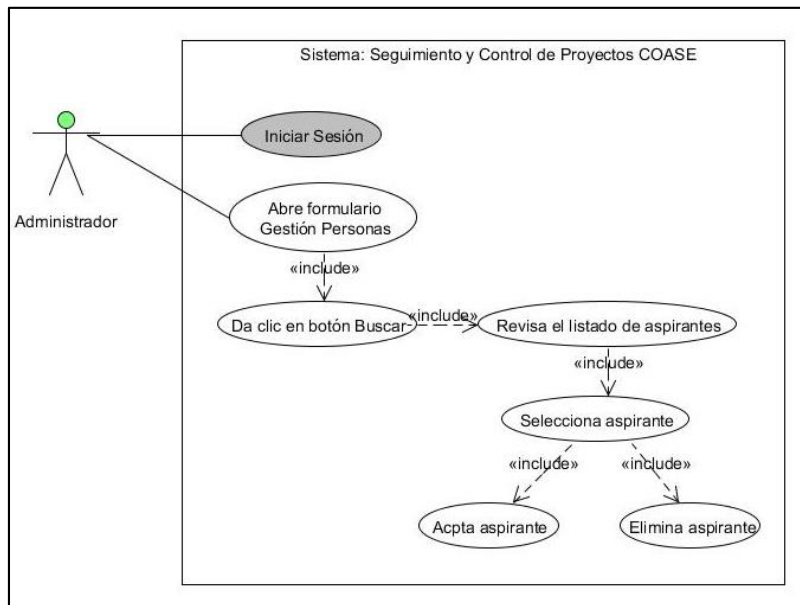 Sistema: Seguimiento y Control de Proyectos COASE
Iniciar Sesión
Administrador
Abre formulario
Gestión Personas
«include»
Da clic en botón Buscar
«include»
Revisa el listado de aspirantes
«include»
Selecciona aspirante
«include»
«include»
Acpta aspirante
Elimina aspirante